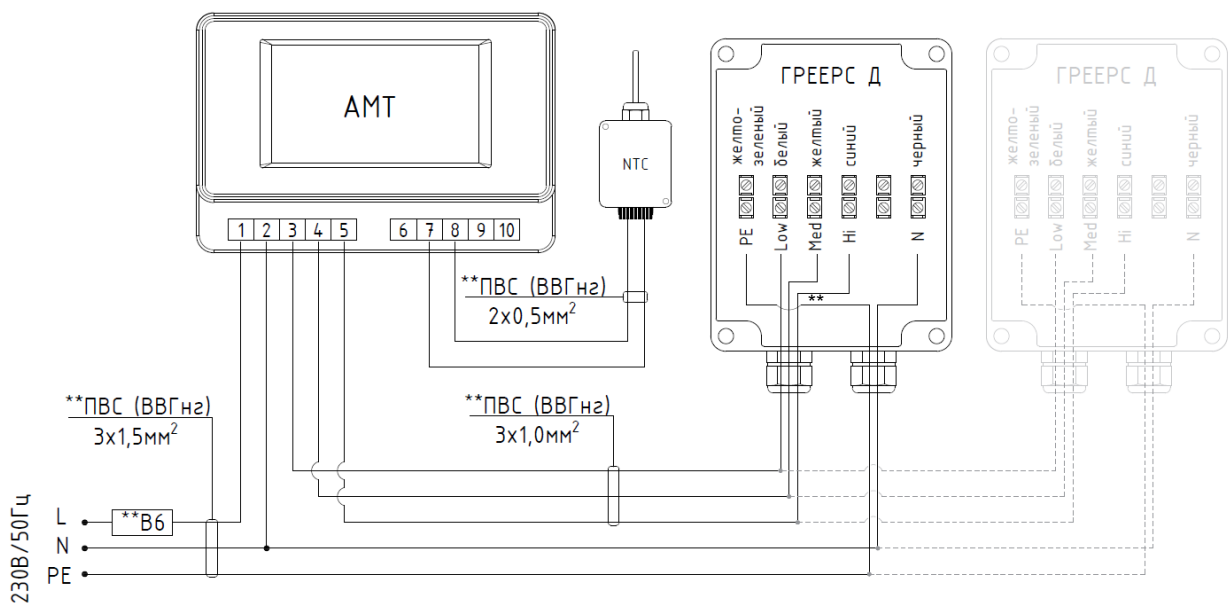 АМТ
1 2 3 4 5 6 7 8 9 10
NTC
**ПВС (ВВГнг)
2х0,5мм²
ГРЕЕРС Д
желто-
зеленый
белый
желтый
синий
черный
PE
Low
Med
Hi
N
**
ГРЕЕРС Д
желто-
зеленый
белый
желтый
синий
черный
PE
Low
Med
Hi
N
**ПВС (ВВГнг)
3х1,5мм²
**ПВС (ВВГнг)
3х1,0мм²
230В/50Гц
L
**В6
N
PE